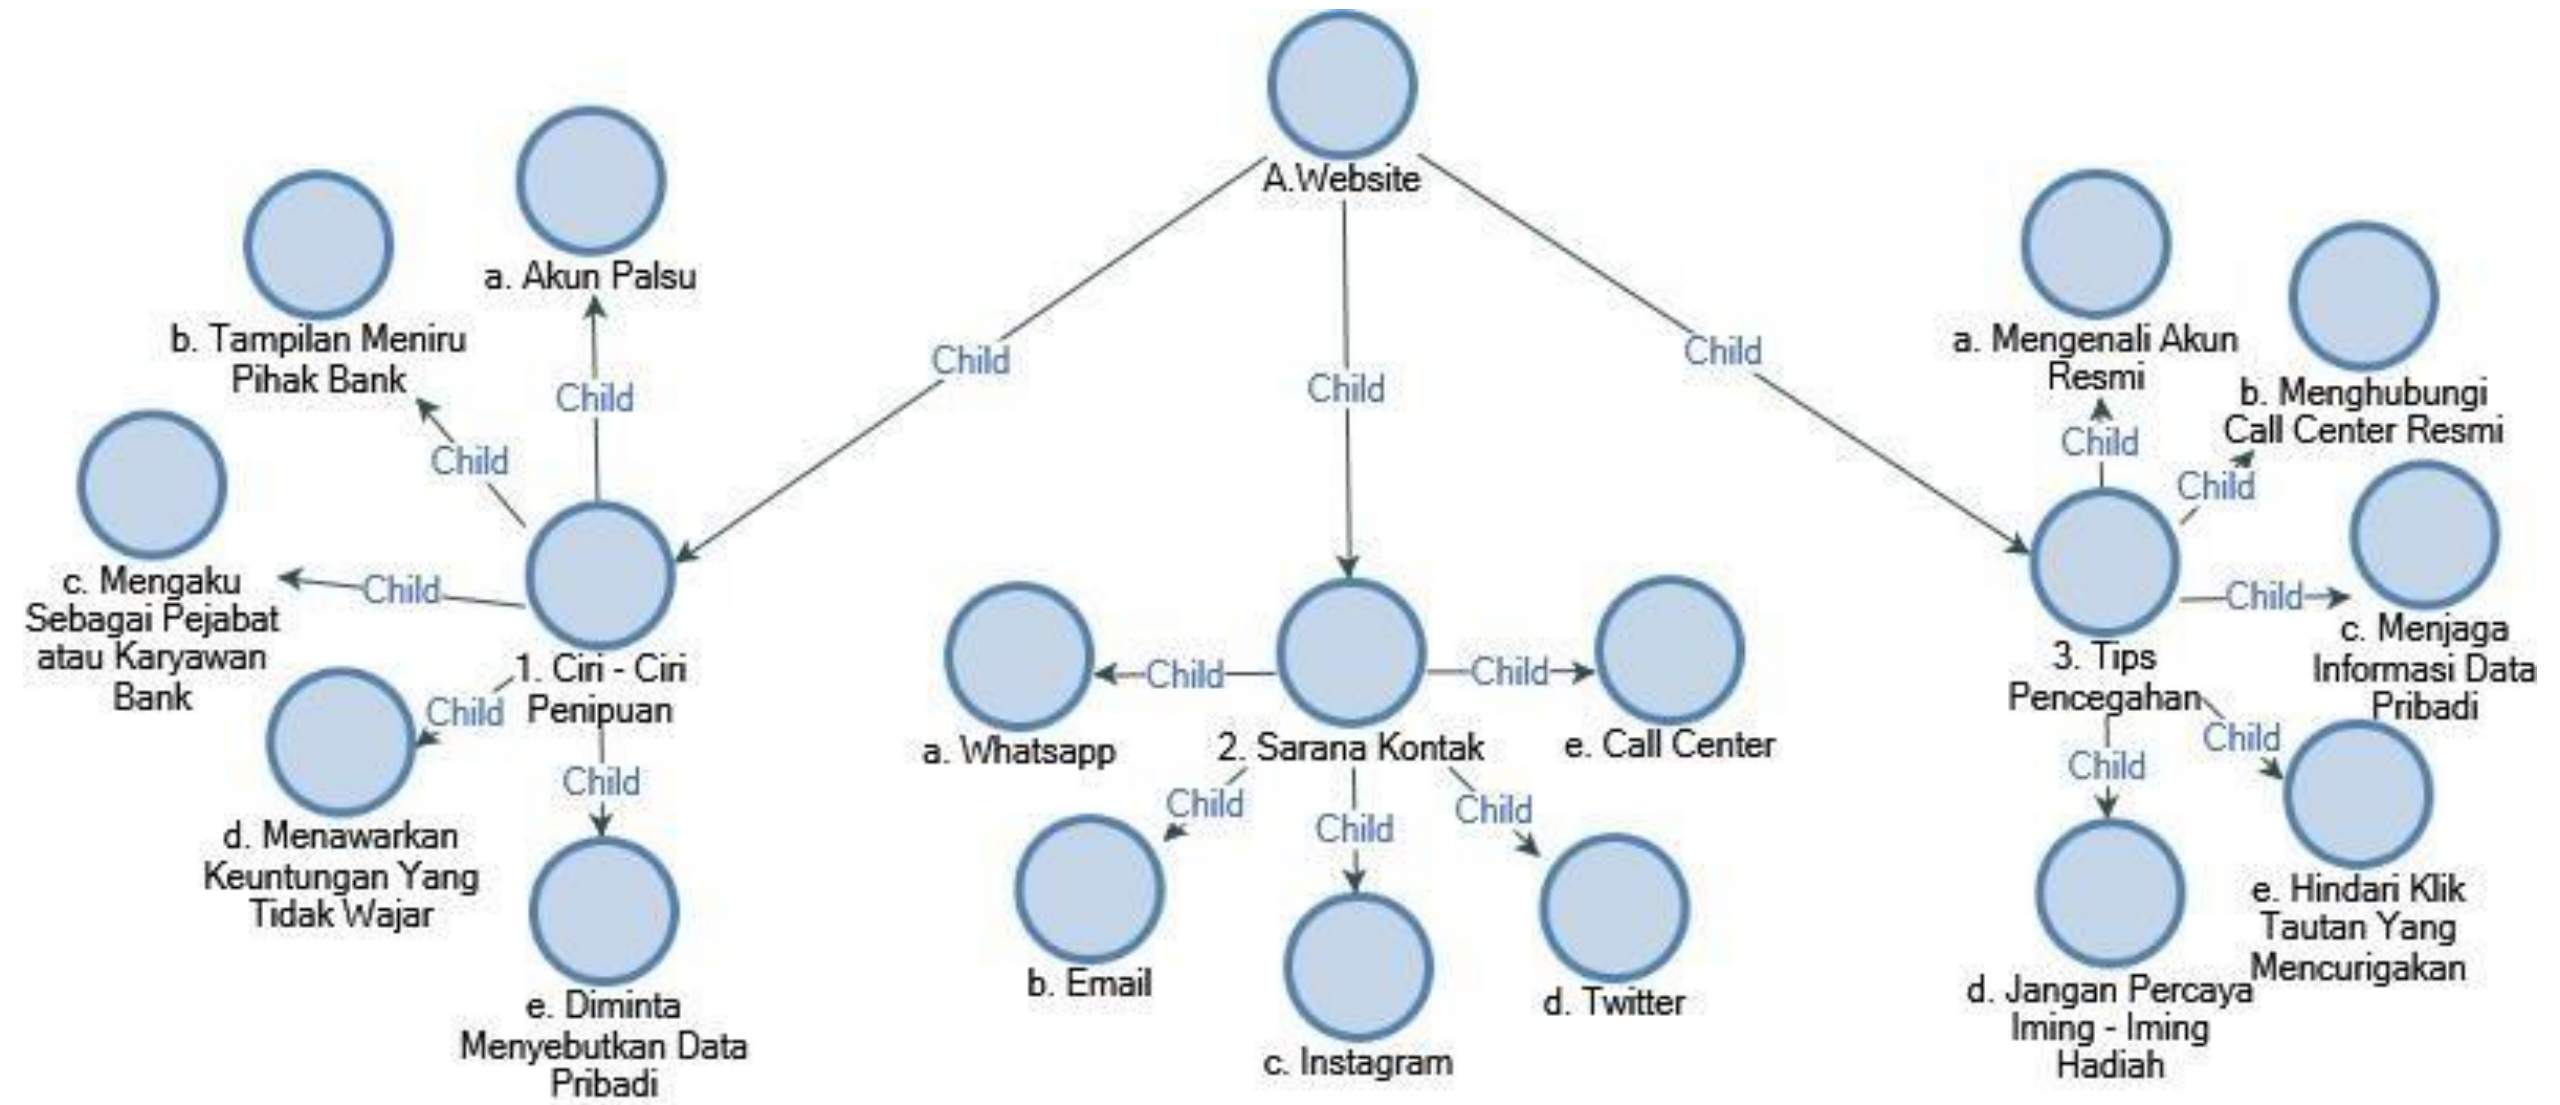 A.Website
Child
Child
Child
a. Akun Palsu
b. Tampilan Meniru
Pihak Bank
Child
Child
c. Mengaku
Sebagai Pejabat
atau Karyawan
Bank
Child
1. Ciri - Ciri
Penipuan
Child
d. Menawarkan
Keuntungan Yang
Tidak Wajar
Child
e. Diminta
Menyebutkan Data
Pribadi
2. Sarana Kontak
Child
a. Whatsapp
Child
e. Call Center
Child
b. Email
Child
c. Instagram
Child
d. Twitter
a. Mengenali Akun
Resmi
Child
b. Menghubungi
Call Center Resmi
Child
Child
c. Menjaga
Informasi Data
Pribadi
3. Tips
Pencegahan
Child
d. Jangan Percaya
Iming - Iming
Hadiah
Child
e. Hindari Klik
Tautan Yang
Mencurigakan